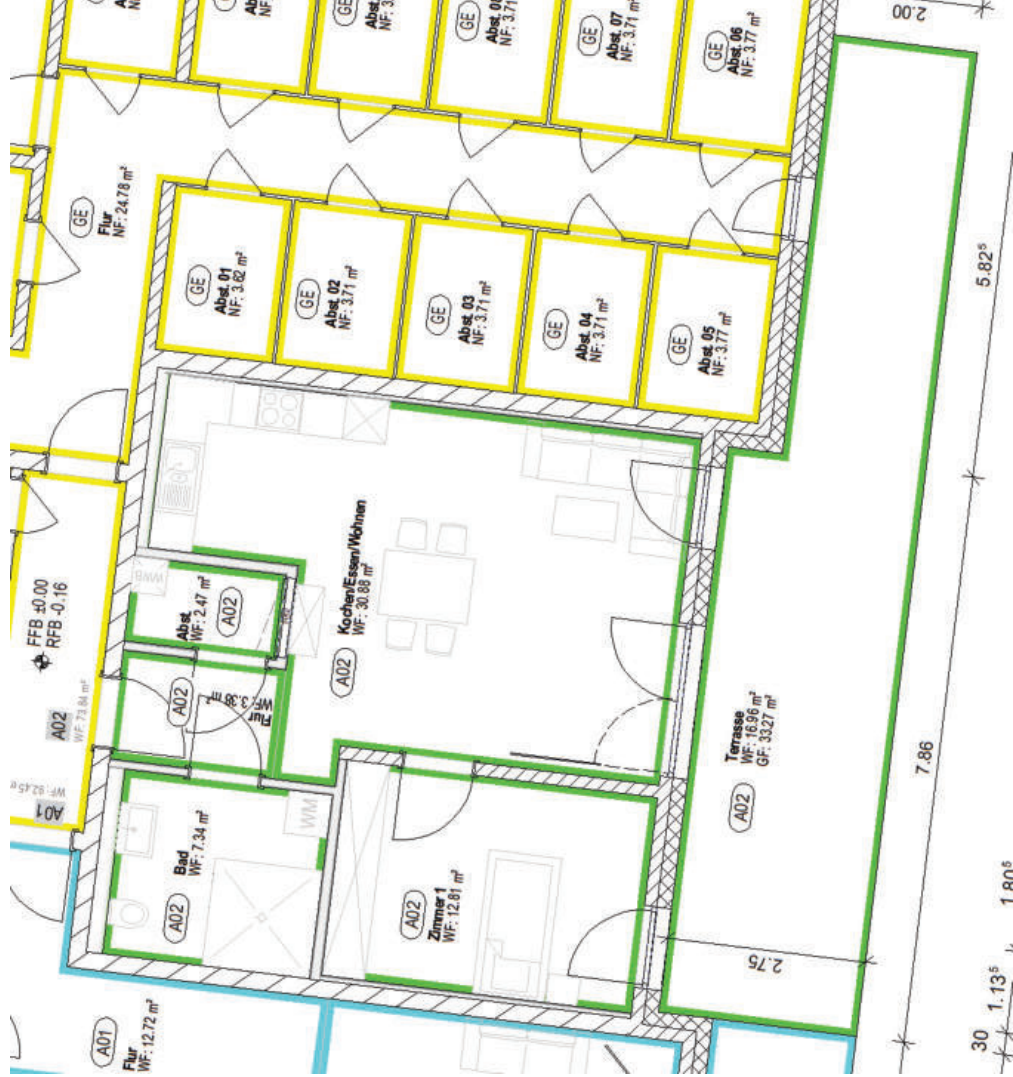 GE
GE
GE
Abst. 07
NF: 3.71 m²
GE
Abst. 06
NF: 3.77 m²
2.00
GE
Flur
NF: 24.78 m²
GE
Abst. 01
NF: 3.62 m²
GE
Abst. 02
NF: 3.71 m²
GE
Abst. 03
NF: 3.71 m²
GE
Abst. 04
NF: 3.71 m²
GE
Abst. 05
NF: 3.77 m²
5.82⁵
FFB ±0.00
RFB -0.16
A02
WF: 73.84 m²
A01
WWB
Abst.
WF: 2.47 m²
A02
Kochen/Essen/Wohnen
WF: 30.88 m²
A02
A02
Flur
WF: 3.38 m²
Bad
WF: 7.34 m²
A02
WM
A02
Zimmer 1
WF: 12.81 m²
Terrasse
WF: 16.96 m²
GF: 33.27 m²
A02
7.86
2.75
1.80⁵
1.13⁵
30
A01
Flur
WF: 12.72 m²